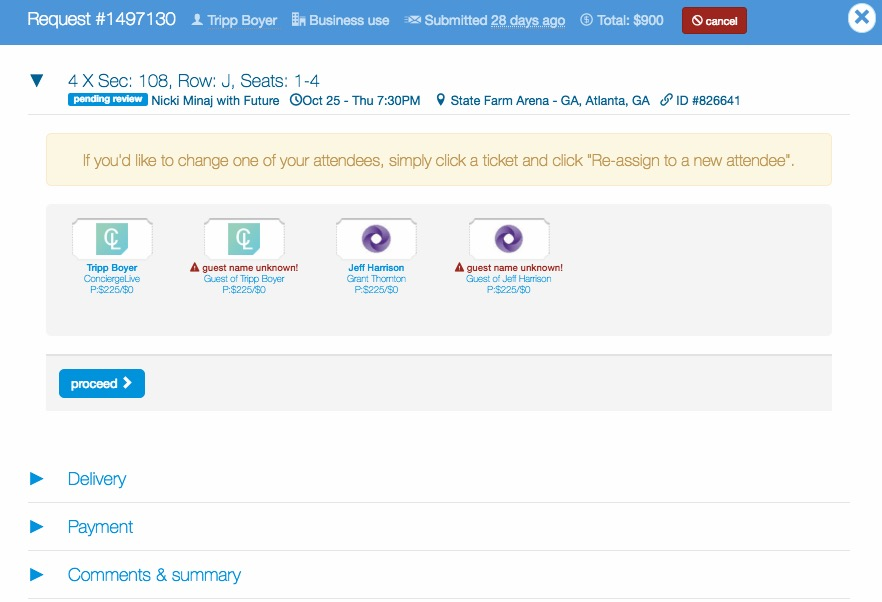 Request #1497130 Tripp Boyer Business use Submitted 28 days ago Total: $900 cancel
4 X Sec: 108, Row: J, Seats: 1-4
pending review Nicki Minaj with Future Oct 25 - Thu 7:30PM State Farm Arena - GA, Atlanta, GA ID #826641
If you'd like to change one of your attendees, simply click a ticket and click "Re-assign to a new attendee".
CL CL
Tripp Boyer guest name unknown! Jeff Harrison guest name unknown!
ConciergeLive Guest of Tripp Boyer Grant Thornton Guest of Jeff Harrison
P:$225/$0 P:$225/$0 P:$225/$0 P:$225/$0
proceed
Delivery
Payment
Comments & summary